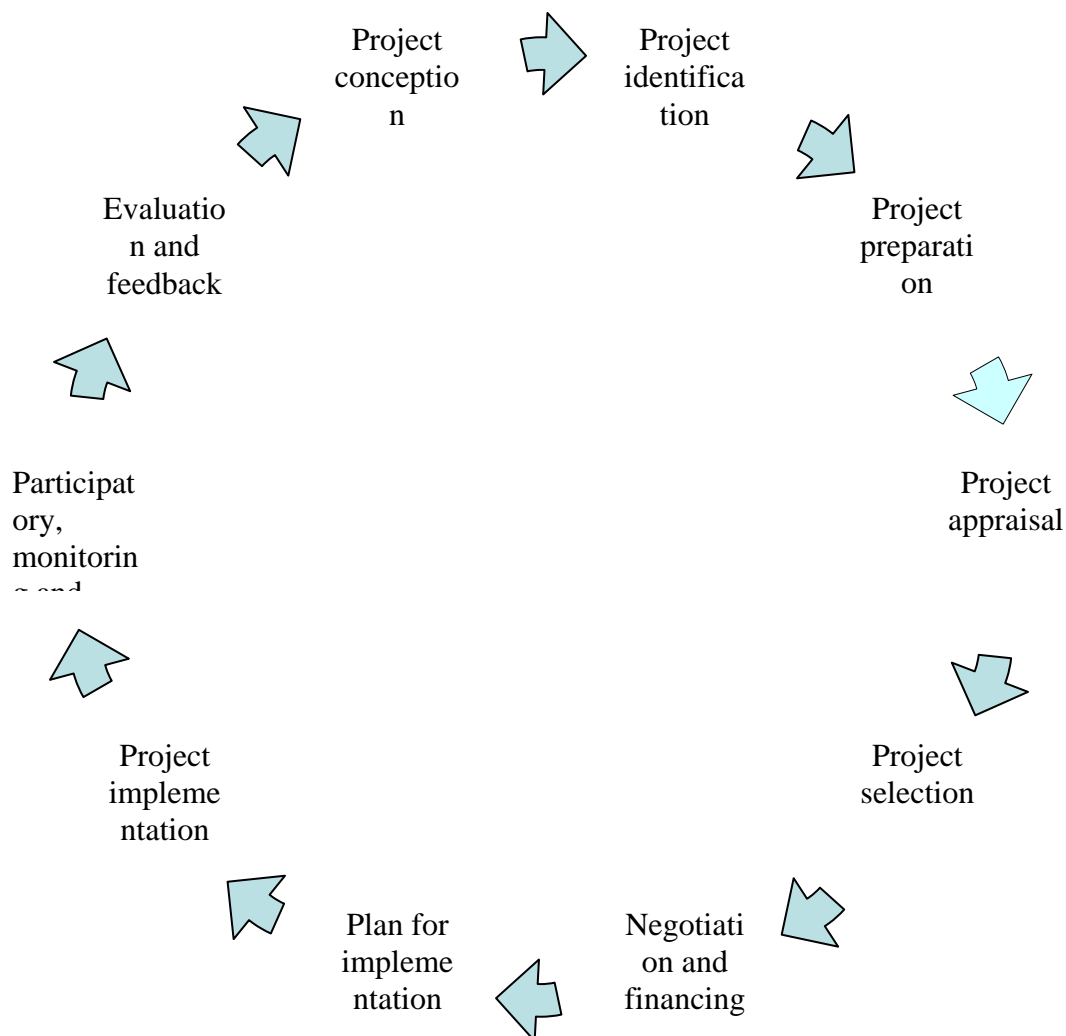 Project
conceptio
n
Project
identifica
tion
Project
preparati
on
Project
appraisal
Project
selection
Negotiati
on and
financing
Plan for
impleme
ntation
Project
impleme
ntation
Participat
ory,
monitorin
g and
Evaluatio
n and
feedback